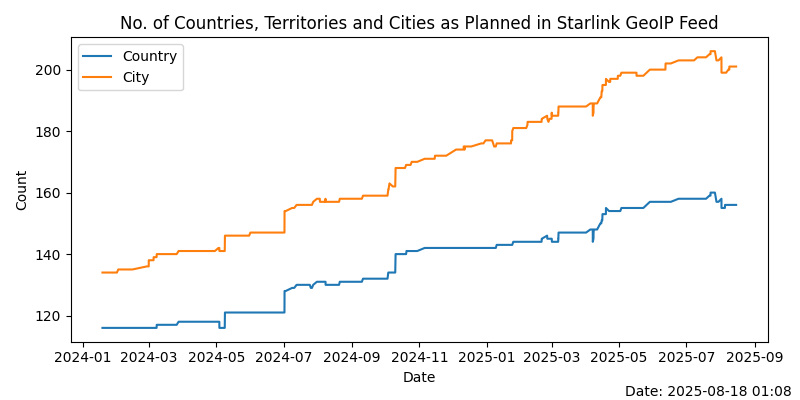 No. of Countries, Territories and Cities as Planned in Starlink GeoIP Feed
Country
City
200
180
160
140
120
Count
2024-01 2024-03 2024-05 2024-07 2024-09 2024-11 2025-01 2025-03 2025-05 2025-07 2025-09
Date
Date: 2025-08-18 01:08